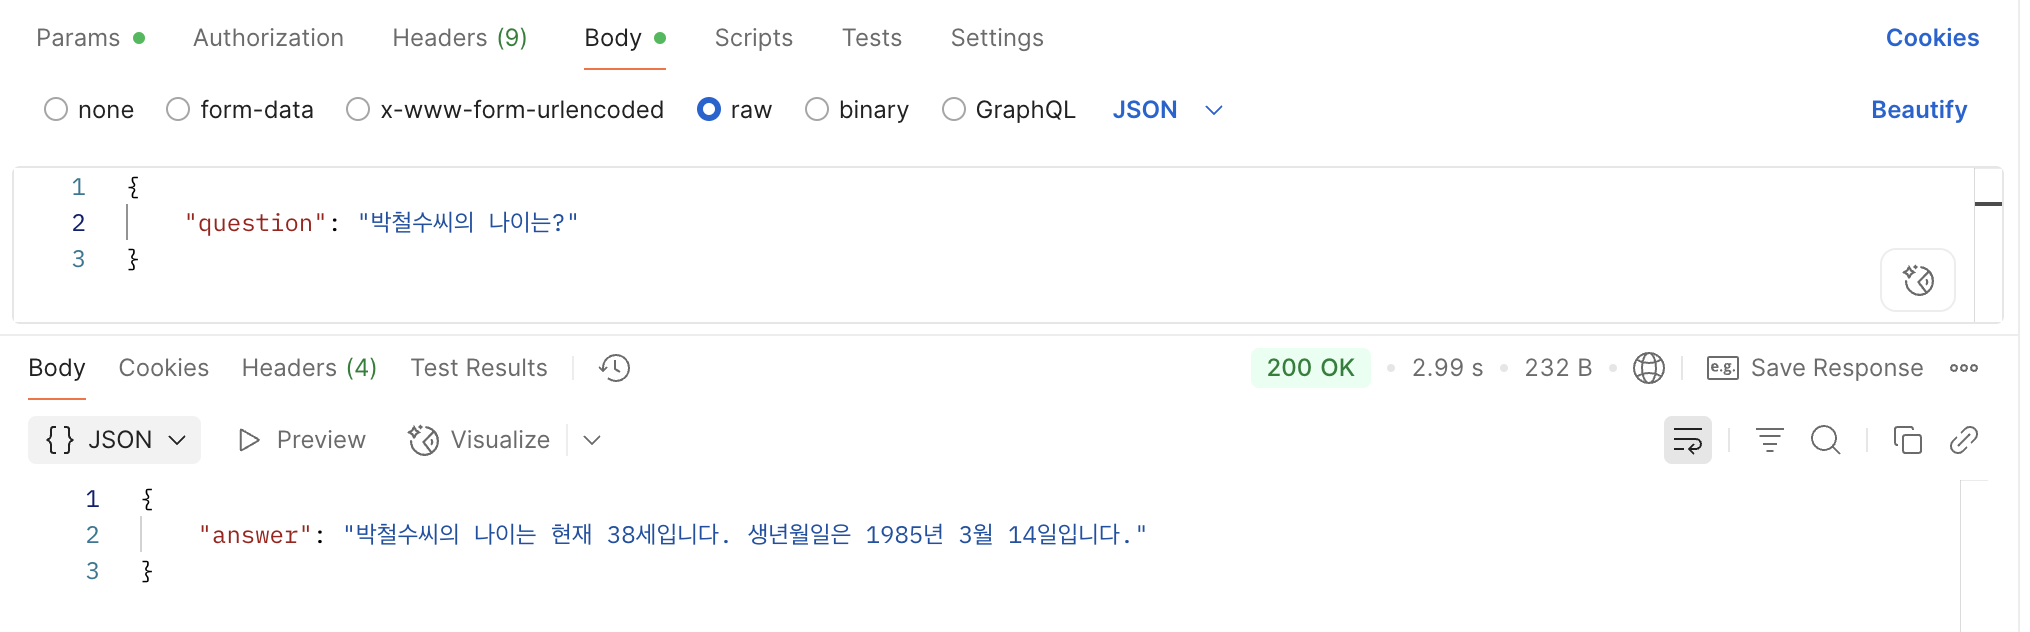 Params Authorization Headers (9) Body Scripts Tests Settings Cookies
none form-data x-www-form-urlencoded raw binary GraphQL JSON Beautify
1 {
2 "question": "박철수씨의 나이는?"
3 }
Body Cookies Headers (4) Test Results 200 OK 2.99 s 232 B e.g. Save Response
{ } JSON Preview Visualize
1 {
2 "answer": "박철수씨의 나이는 현재 38세입니다. 생년월일은 1985년 3월 14일입니다."
3 }